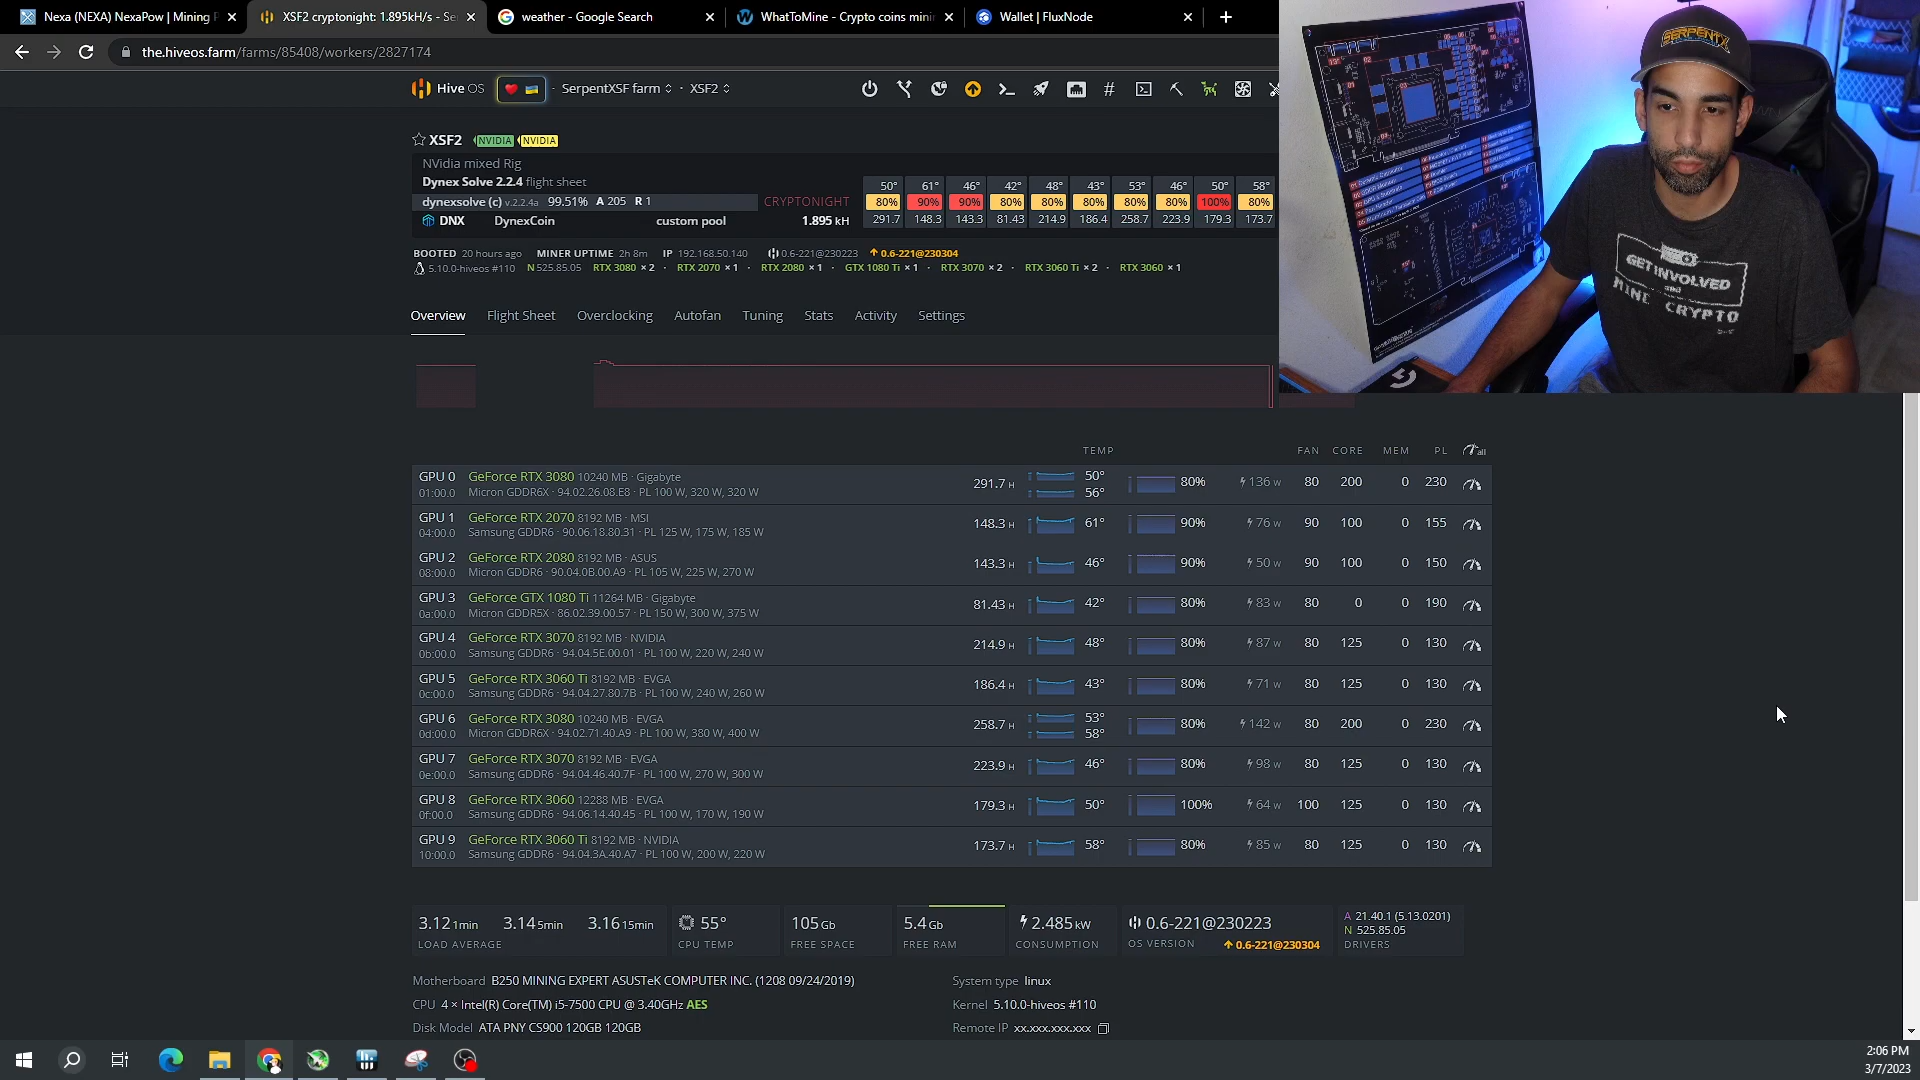 Nexa (NEXA) NexaPow | Mining P
XSF2 cryptonight: 1.895kH/s - Se
weather - Google Search
WhatToMine - Crypto coins mini
Wallet | FluxNode
the.hiveos.farm/farms/85408/workers/2827174
Hive OS
SerpentXSF farm
XSF2
XSF2 NVIDIA NVIDIA
NVidia mixed Rig
Dynex Solve 2.2.4 flight sheet
dynexsolve (c) v.2.2.4a 99.51% A 205 R 1 CRYPTONIGHT
DNX DynexCoin custom pool 1.895 kH
50° 61° 46° 42° 48° 43° 53° 46° 50° 58°
80% 90% 90% 80% 80% 80% 80% 80% 100% 80%
291.7 148.3 143.3 81.43 214.9 186.4 258.7 223.9 179.3 173.7
BOOTED 20 hours ago MINER UPTIME 2h 8m IP 192.168.50.140 0.6-221@230223 0.6-221@230304
5.10.0-hiveos #110 N 525.85.05 RTX 3080 × 2 · RTX 2070 × 1 · RTX 2080 × 1 · GTX 1080 Ti × 1 · RTX 3070 × 2 · RTX 3060 Ti × 2 · RTX 3060 × 1
Overview Flight Sheet Overclocking Autofan Tuning Stats Activity Settings
TEMP FAN CORE MEM PL all
GPU 0 GeForce RTX 3080 10240 MB · Gigabyte
01:00.0 Micron GDDR6X · 94.02.26.08.E8 · PL 100 W, 320 W, 320 W
291.7 H 50° 56° 80% 136 W 80 200 0 230
GPU 1 GeForce RTX 2070 8192 MB · MSI
04:00.0 Samsung GDDR6 · 90.06.18.80.31 · PL 125 W, 175 W, 185 W
148.3 H 61° 90% 76 W 90 100 0 155
GPU 2 GeForce RTX 2080 8192 MB · ASUS
08:00.0 Micron GDDR6 · 90.04.0B.00.A9 · PL 105 W, 225 W, 270 W
143.3 H 46° 90% 50 W 90 100 0 150
GPU 3 GeForce GTX 1080 Ti 11264 MB · Gigabyte
0a:00.0 Micron GDDR5X · 86.02.39.00.57 · PL 150 W, 300 W, 375 W
81.43 H 42° 80% 83 W 80 0 0 190
GPU 4 GeForce RTX 3070 8192 MB · NVIDIA
0b:00.0 Samsung GDDR6 · 94.04.5E.00.01 · PL 100 W, 220 W, 240 W
214.9 H 48° 80% 87 W 80 125 0 130
GPU 5 GeForce RTX 3060 Ti 8192 MB · EVGA
0c:00.0 Samsung GDDR6 · 94.04.27.80.7B · PL 100 W, 240 W, 260 W
186.4 H 43° 80% 71 W 80 125 0 130
GPU 6 GeForce RTX 3080 10240 MB · EVGA
0d:00.0 Micron GDDR6X · 94.02.71.40.A9 · PL 100 W, 380 W, 400 W
258.7 H 53° 58° 80% 142 W 80 200 0 230
GPU 7 GeForce RTX 3070 8192 MB · EVGA
0e:00.0 Samsung GDDR6 · 94.04.46.40.7F · PL 100 W, 270 W, 300 W
223.9 H 46° 80% 98 W 80 125 0 130
GPU 8 GeForce RTX 3060 12288 MB · EVGA
0f:00.0 Samsung GDDR6 · 94.06.14.40.45 · PL 100 W, 170 W, 190 W
179.3 H 50° 100% 64 W 100 125 0 130
GPU 9 GeForce RTX 3060 Ti 8192 MB · NVIDIA
10:00.0 Samsung GDDR6 · 94.04.3A.40.A7 · PL 100 W, 200 W, 220 W
173.7 H 58° 80% 85 W 80 125 0 130
3.12 1min 3.14 5min 3.16 15min
LOAD AVERAGE
55°
CPU TEMP
105 Gb
FREE SPACE
5.4 Gb
FREE RAM
2.485 kW
CONSUMPTION
0.6-221@230223
OS VERSION 0.6-221@230304
A 21.40.1 (5.13.0201)
N 525.85.05
DRIVERS
Motherboard B250 MINING EXPERT ASUSTeK COMPUTER INC. (1208 09/24/2019)
System type linux
CPU 4 × Intel(R) Core(TM) i5-7500 CPU @ 3.40GHz AES
Kernel 5.10.0-hiveos #110
Disk Model ATA PNY CS900 120GB 120GB
Remote IP xx.xxx.xxx.xxx
2:06 PM
3/7/2023
SERPENTX
GET INVOLVED
and
MINE CRYPTO